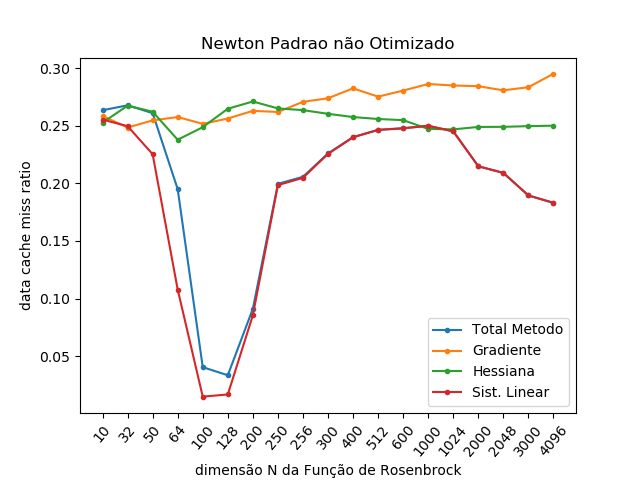 Newton Padrao não Otimizado
data cache miss ratio
0.30
0.25
0.20
0.15
0.10
0.05
Total Metodo
Gradiente
Hessiana
Sist. Linear
10 32 50 64 100 128 200 250 256 300 400 512 600 1000 1024 2000 2048 3000 4096
dimensão N da Função de Rosenbrock